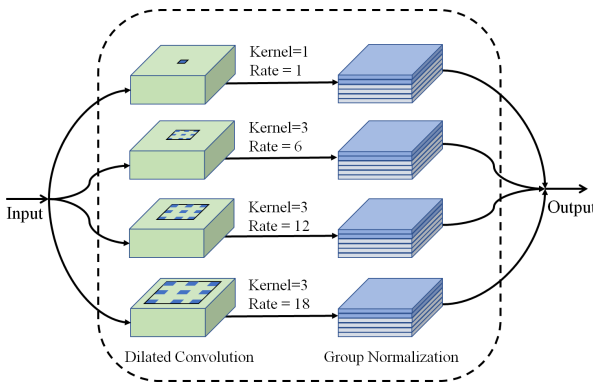 Kernel=1
Rate = 1
Kernel=3
Rate = 6
Input
Output
Kernel=3
Rate = 12
Kernel=3
Rate = 18
Dilated Convolution
Group Normalization